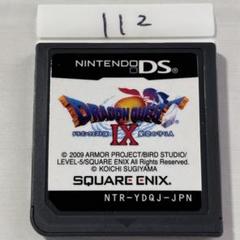 112
NINTENDO DS
DRAGON QUEST
IX
© 2009 ARMOR PROJECT/BIRD STUDIO/
LEVEL-5/SQUARE ENIX All Rights Reserved.
© KOICHI SUGIYAMA
SQUARE ENIX.
NTR-YDQJ-JPN